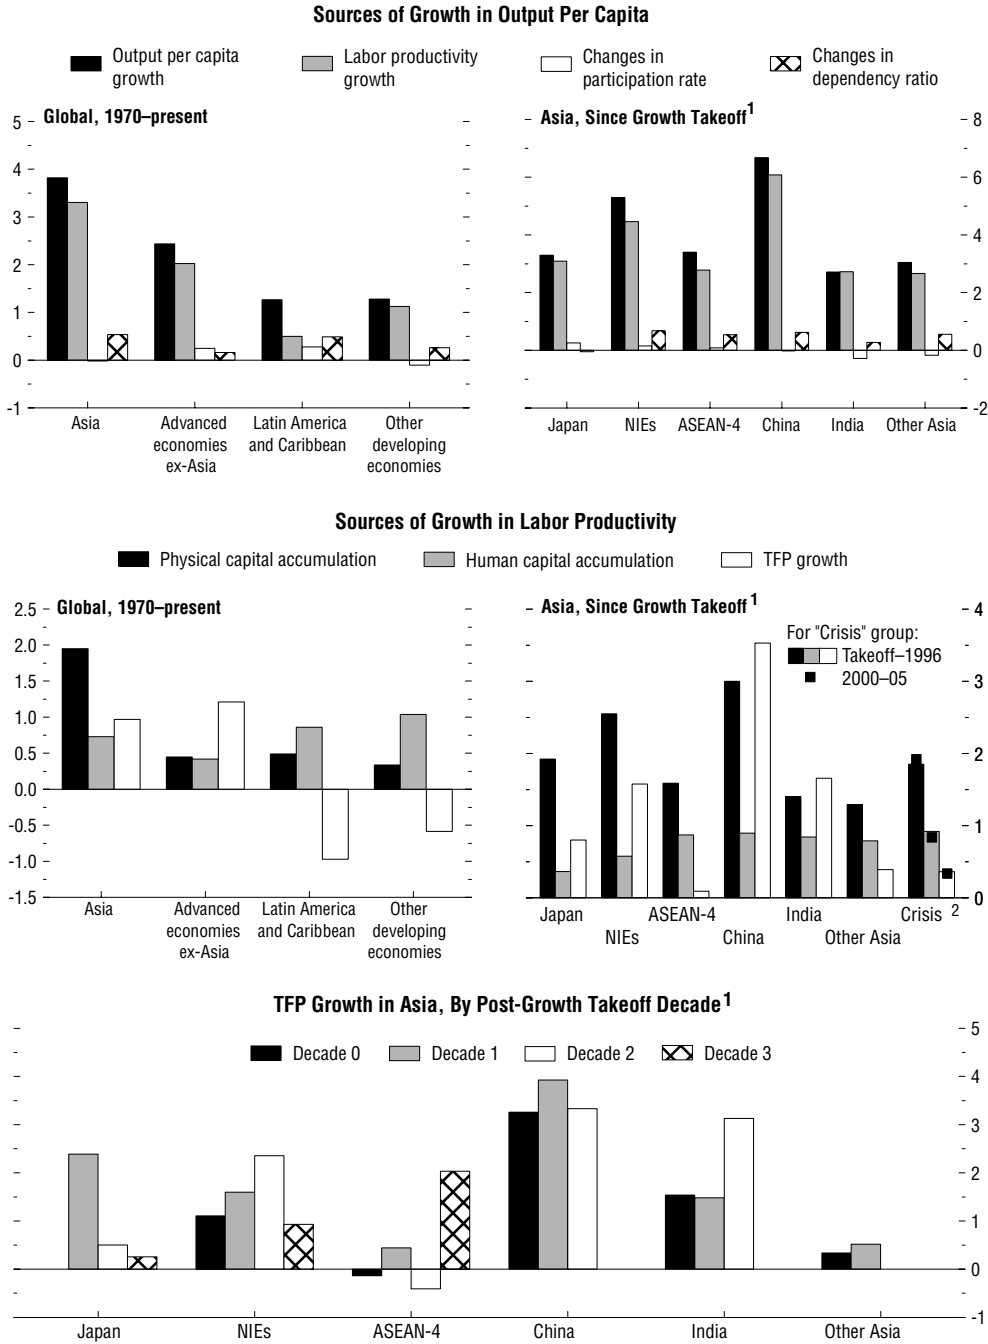 Sources of Growth in Output Per Capita
Output per capita growth
Labor productivity growth
Changes in participation rate
Changes in dependency ratio
Global, 1970–present
5
4
3
2
1
0
-1
Asia
Advanced economies ex-Asia
Latin America and Caribbean
Other developing economies
Asia, Since Growth Takeoff1
8
6
4
2
0
-2
Japan
NIEs
ASEAN-4
China
India
Other Asia
Sources of Growth in Labor Productivity
Physical capital accumulation
Human capital accumulation
TFP growth
Global, 1970–present
2.5
2.0
1.5
1.0
0.5
0.0
-0.5
-1.0
-1.5
Asia
Advanced economies ex-Asia
Latin America and Caribbean
Other developing economies
Asia, Since Growth Takeoff1
For "Crisis" group:
Takeoff–1996
2000–05
4
3
2
1
0
Japan
NIEs
ASEAN-4
China
India
Other Asia
Crisis 2
TFP Growth in Asia, By Post-Growth Takeoff Decade1
Decade 0
Decade 1
Decade 2
Decade 3
5
4
3
2
1
0
-1
Japan
NIEs
ASEAN-4
China
India
Other Asia